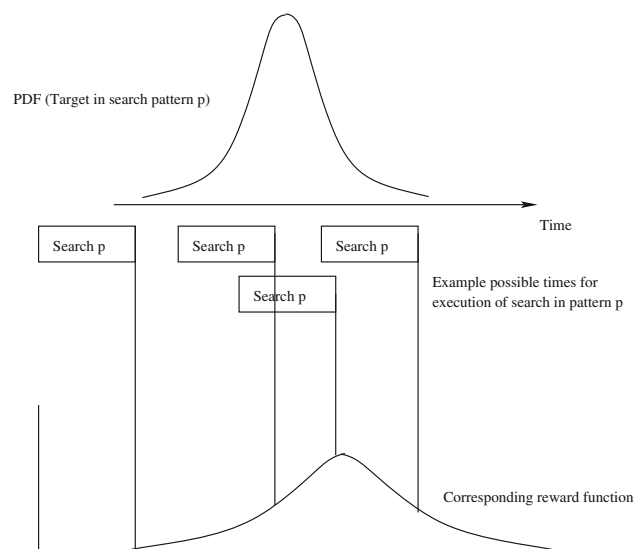 PDF (Target in search pattern p)
Time
Search p
Search p
Search p
Search p
Example possible times for
execution of search in pattern p
Corresponding reward function